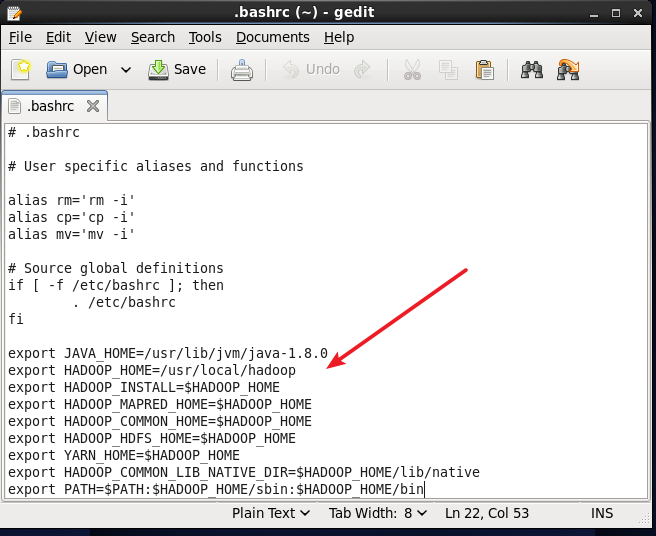 .bashrc (~) - gedit
File Edit View Search Tools Documents Help
Open Save Undo
.bashrc
# .bashrc
# User specific aliases and functions
alias rm='rm -i'
alias cp='cp -i'
alias mv='mv -i'
# Source global definitions
if [ -f /etc/bashrc ]; then
        . /etc/bashrc
fi
export JAVA_HOME=/usr/lib/jvm/java-1.8.0
export HADOOP_HOME=/usr/local/hadoop
export HADOOP_INSTALL=$HADOOP_HOME
export HADOOP_MAPRED_HOME=$HADOOP_HOME
export HADOOP_COMMON_HOME=$HADOOP_HOME
export HADOOP_HDFS_HOME=$HADOOP_HOME
export YARN_HOME=$HADOOP_HOME
export HADOOP_COMMON_LIB_NATIVE_DIR=$HADOOP_HOME/lib/native
export PATH=$PATH:$HADOOP_HOME/sbin:$HADOOP_HOME/bin
Plain Text Tab Width: 8 Ln 22, Col 53 INS